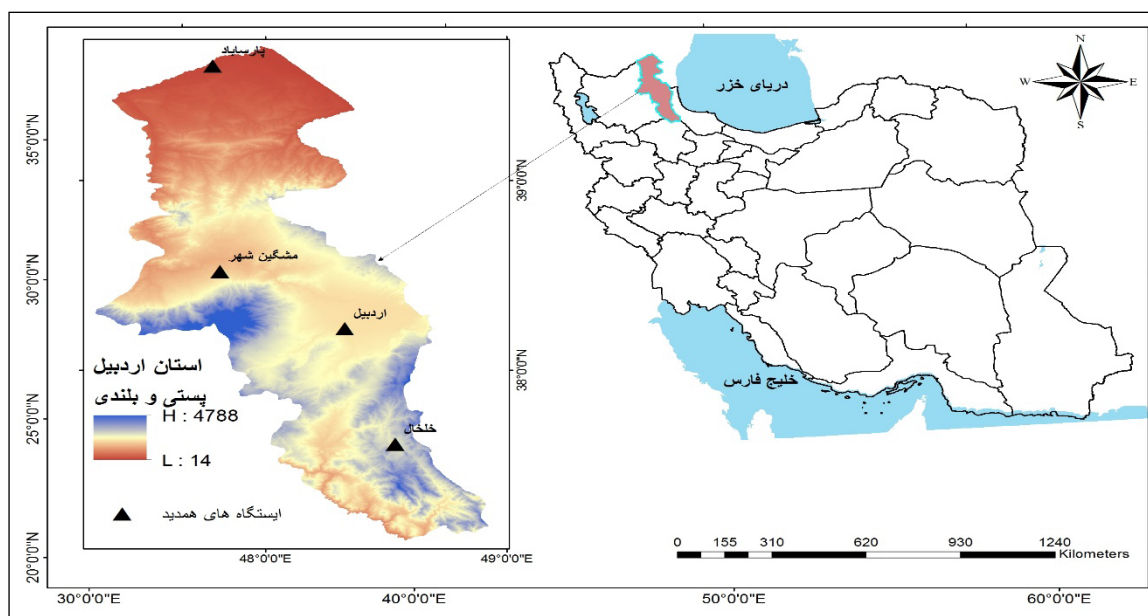 پارساباد
مشگین شهر
اردبیل
خلخال
استان اردبیل
پستی و بلندی
H : 4788
L : 14
ایستگاه های همدید
دریای خزر
خلیج فارس
N
W
E
S
0 155 310 620 930 1240
Kilometers
35°0'0"N
30°0'0"N
25°0'0"N
20°0'0"N
39°0'0"N
38°0'0"N
48°0'0"E
49°0'0"E
30°0'0"E
40°0'0"E
50°0'0"E
60°0'0"E